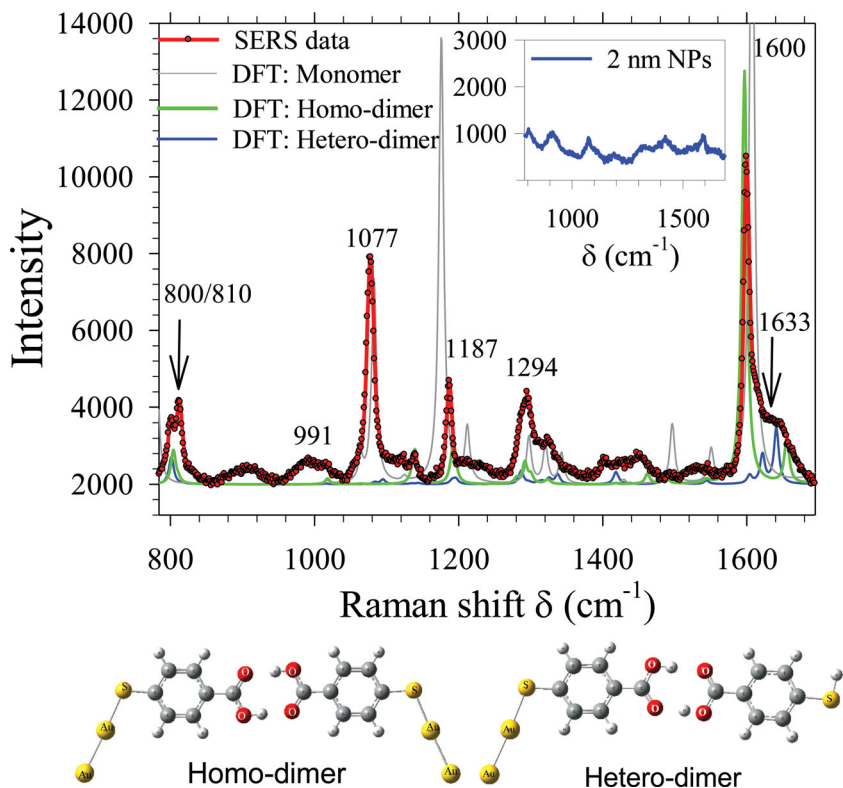 14000
12000
10000
8000
6000
4000
2000
Intensity
SERS data
DFT: Monomer
DFT: Homo-dimer
DFT: Hetero-dimer
3000
2000
1000
2 nm NPs
1000 1500
δ (cm-1)
1600
800/810
1077
991
1187
1294
1633
800 1000 1200 1400 1600
Raman shift δ (cm-1)
S O O O O S S O O O O S
Au Au Au
Au Au Au
Homo-dimer Hetero-dimer